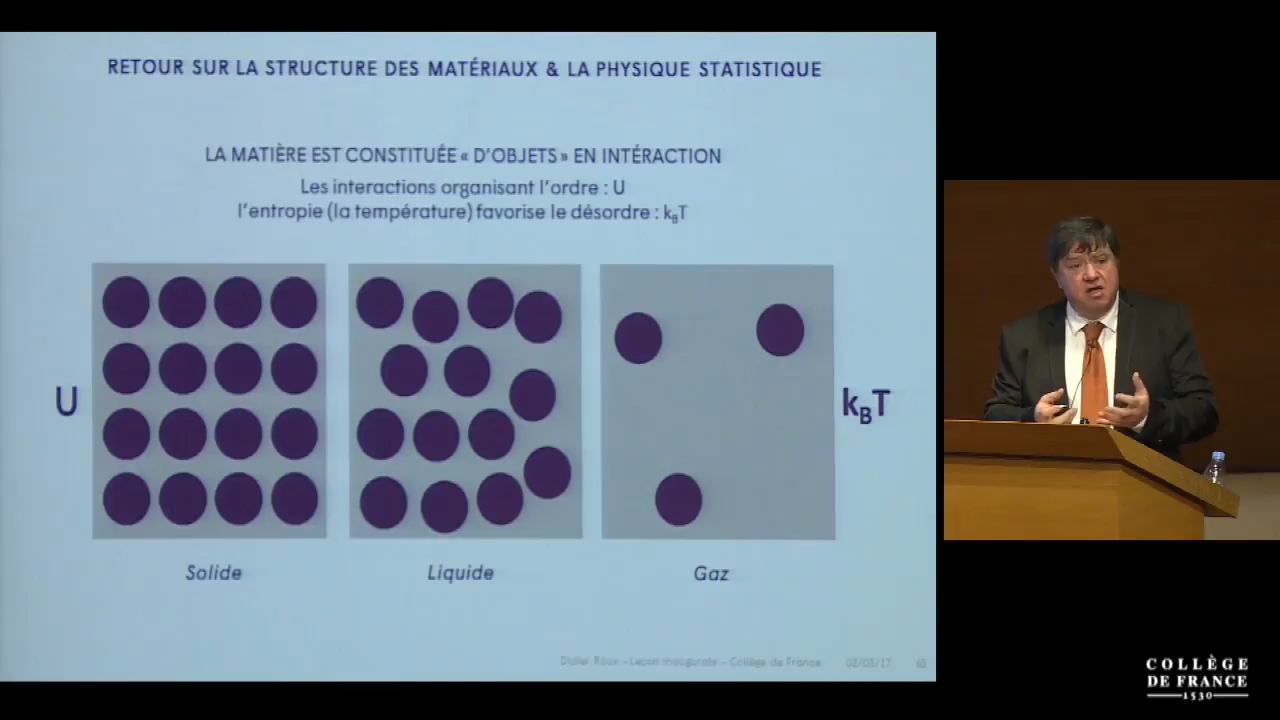 RETOUR SUR LA STRUCTURE DES MATÉRIAUX & LA PHYSIQUE STATISTIQUE
LA MATIÈRE EST CONSTITUÉE « D'OBJETS » EN INTÉRACTION
Les interactions organisant l'ordre : U
l'entropie (la température) favorise le désordre : kBT
U
kBT
Solide
Liquide
Gaz
Didier Roux - Leçon inaugurale - Collège de France 02/03/17
COLLÈGE
DE FRANCE
1530